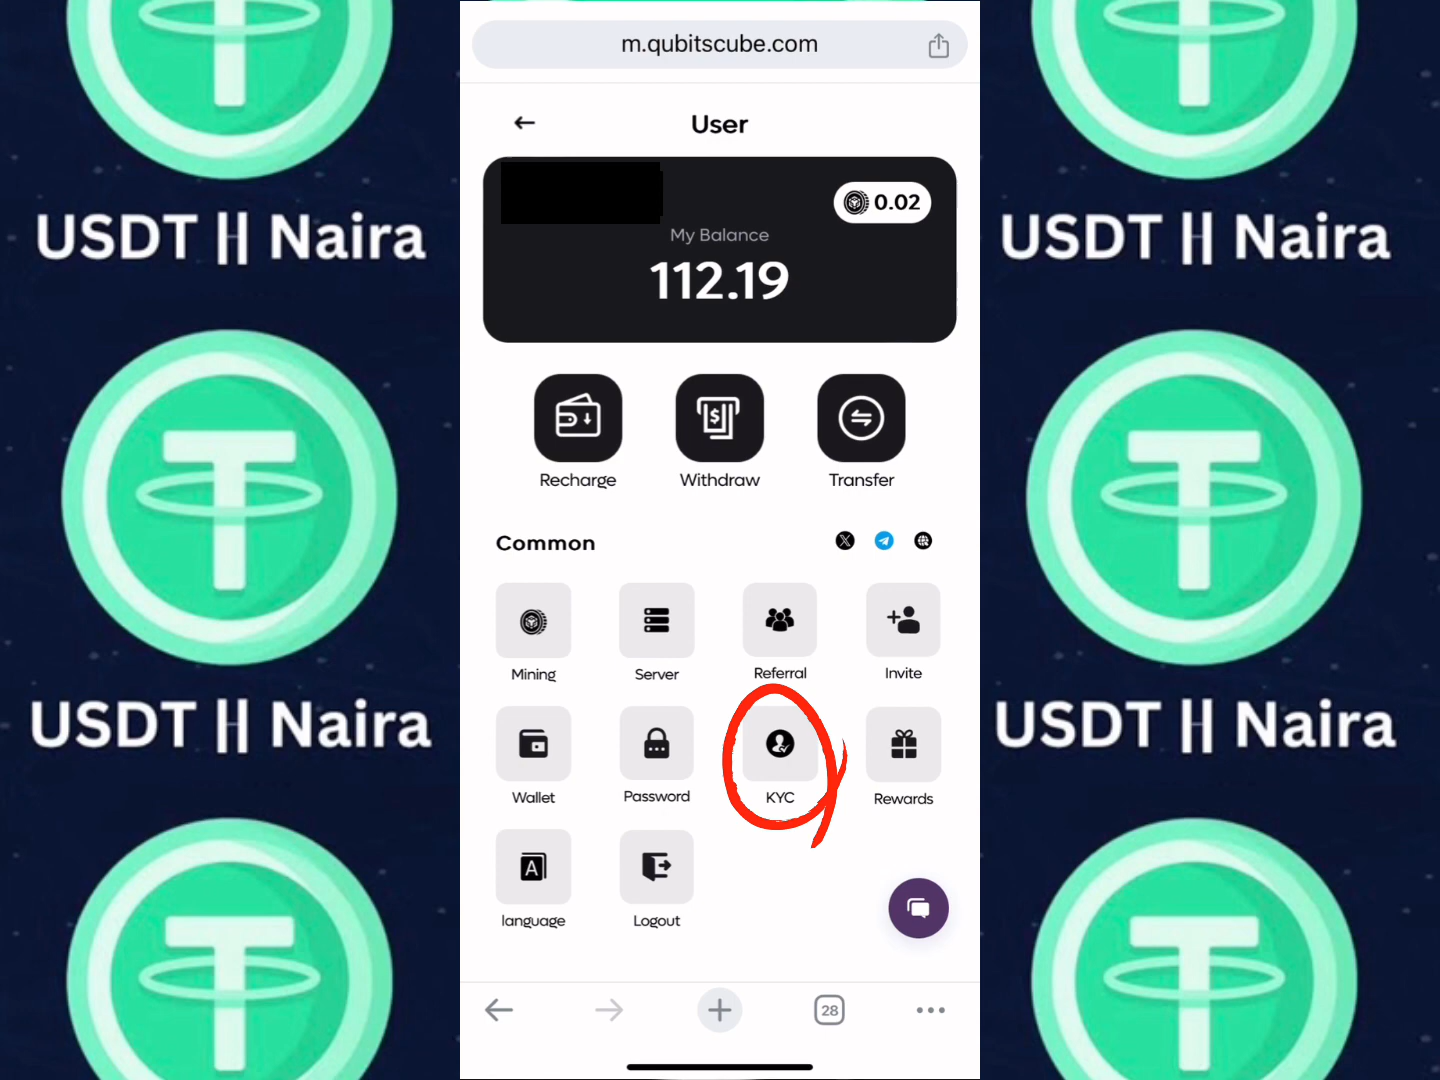 m.qubitscube.com
User
0.02
My Balance
112.19
Recharge
Withdraw
Transfer
Common
Mining
Server
Referral
Invite
Wallet
Password
KYC
Rewards
A
language
Logout
28
USDT || Naira
USDT || Naira
USDT || Naira
USDT || Naira